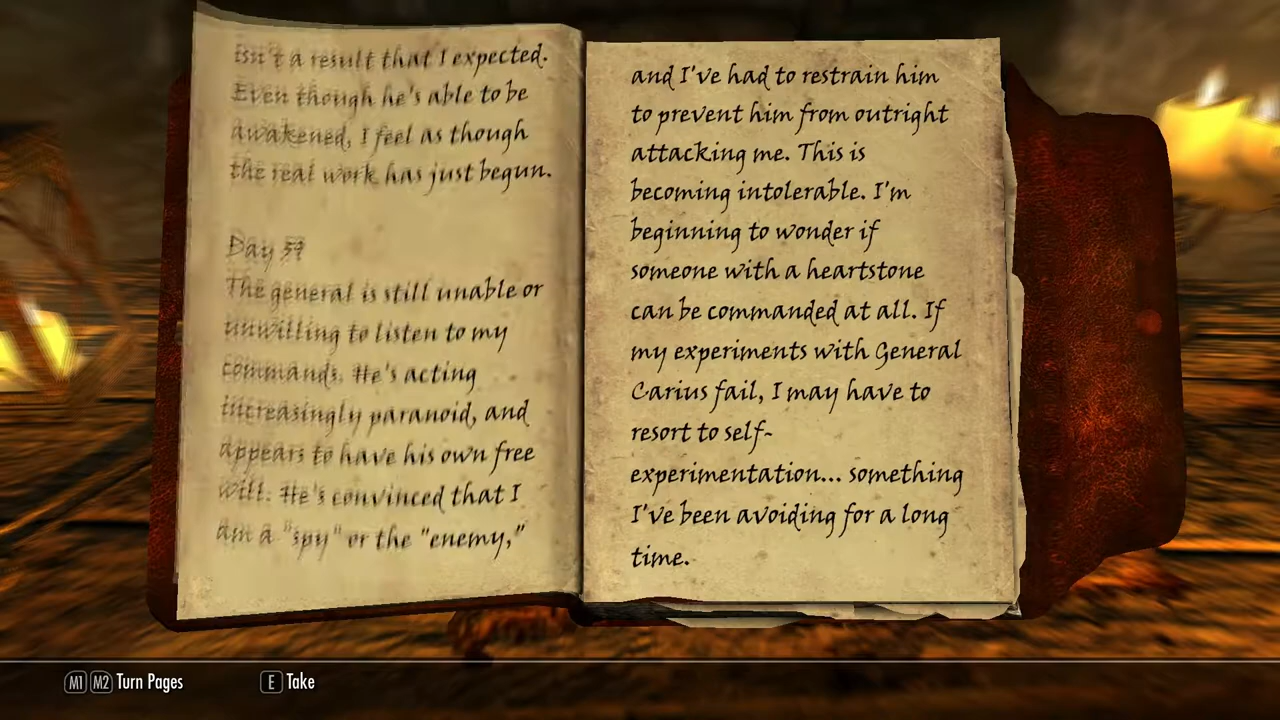 isn't a result that I expected.
Even though he's able to be
awakened, I feel as though
the real work has just begun.
Day 59
The general is still unable or
unwilling to listen to my
commands. He's acting
increasingly paranoid, and
appears to have his own free
will. He's convinced that I
am a "spy" or the "enemy,"
and I've had to restrain him
to prevent him from outright
attacking me. This is
becoming intolerable. I'm
beginning to wonder if
someone with a heartstone
can be commanded at all. If
my experiments with General
Carius fail, I may have to
resort to self-
experimentation... something
I've been avoiding for a long
time.
M1 M2 Turn Pages
E Take